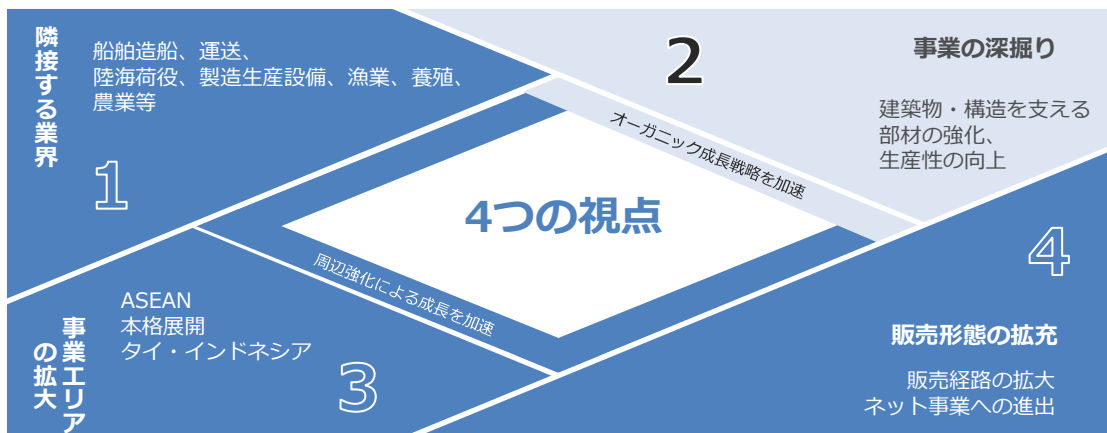 隣接する業界
船舶造船、運送、
陸海荷役、製造生産設備、漁業、養殖、
農業等
1
2
事業の深掘り
建築物・構造を支える
部材の強化、
生産性の向上
オーガニック成長戦略を加速
4つの視点
周辺強化による成長を加速
事業エリア
の拡大
ASEAN
本格展開
タイ・インドネシア
3
4
販売形態の拡充
販売経路の拡大
ネット事業への進出